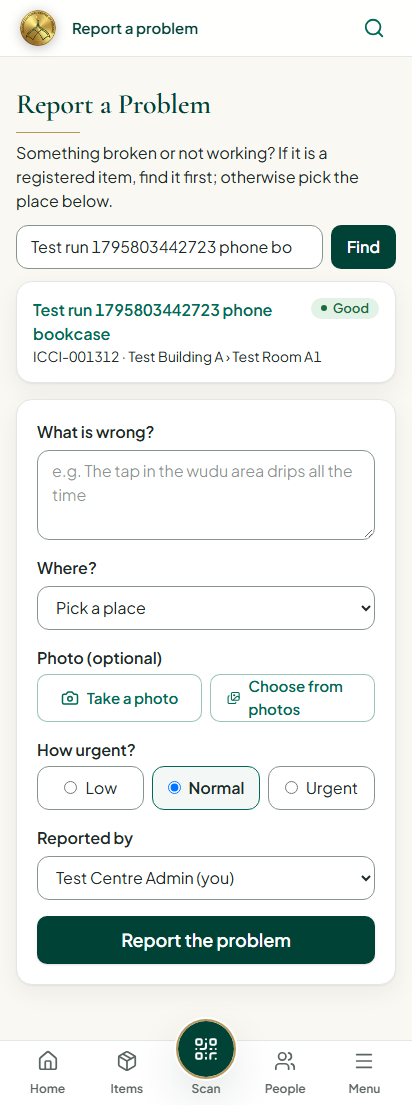 Report a problem
Report a Problem
Something broken or not working? If it is a
registered item, find it first; otherwise pick the
place below.
Test run 1795803442723 phone bo
Find
Test run 1795803442723 phone
bookcase
Good
ICCI-001312 · Test Building A › Test Room A1
What is wrong?
e.g. The tap in the wudu area drips all the
time
Where?
Pick a place
Photo (optional)
Take a photo
Choose from
photos
How urgent?
Low
Normal
Urgent
Reported by
Test Centre Admin (you)
Report the problem
Home
Items
Scan
People
Menu